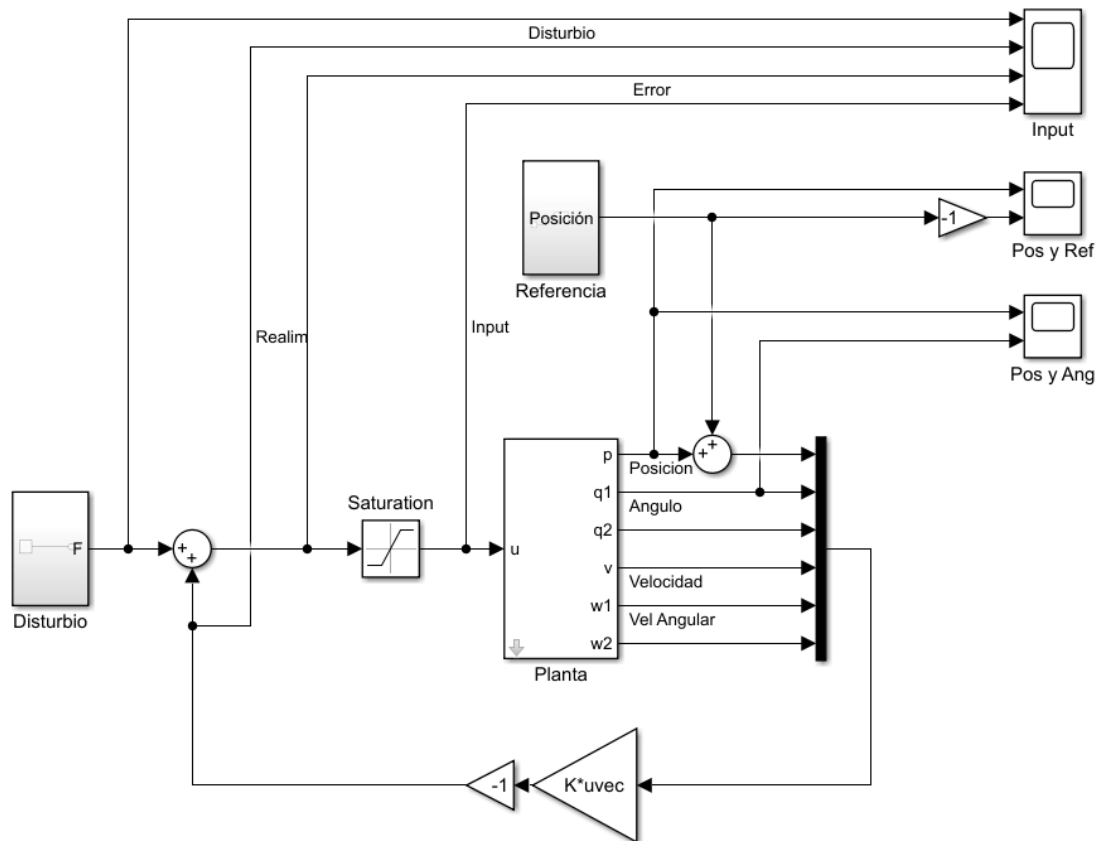 Disturbio
Error
Input
Posición
-1
Referencia
Pos y Ref
Realim
Input
Pos y Ang
p
Posicion
q1
Angulo
q2
v
Velocidad
w1
Vel Angular
w2
u
Planta
Saturation
F
Disturbio
+
+
+
+
-1
K*uvec